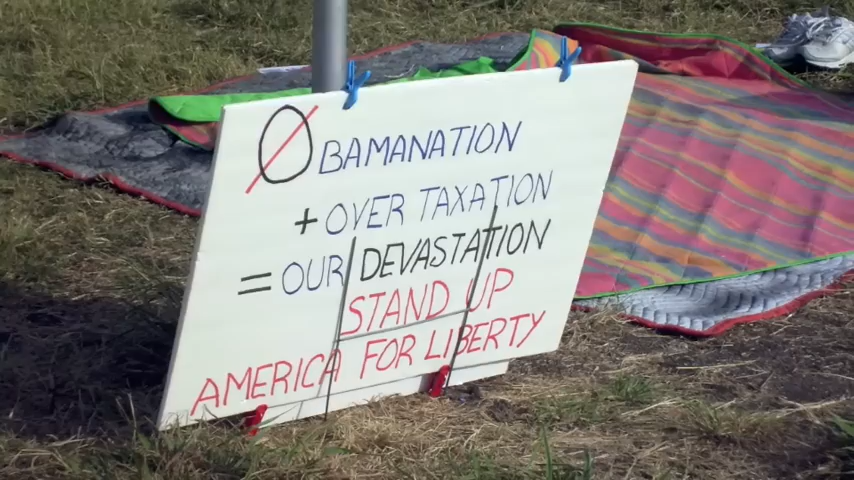 OBAMANATION
+ OVER TAXATION
= OUR DEVASTATION
STAND UP
AMERICA FOR LIBERTY